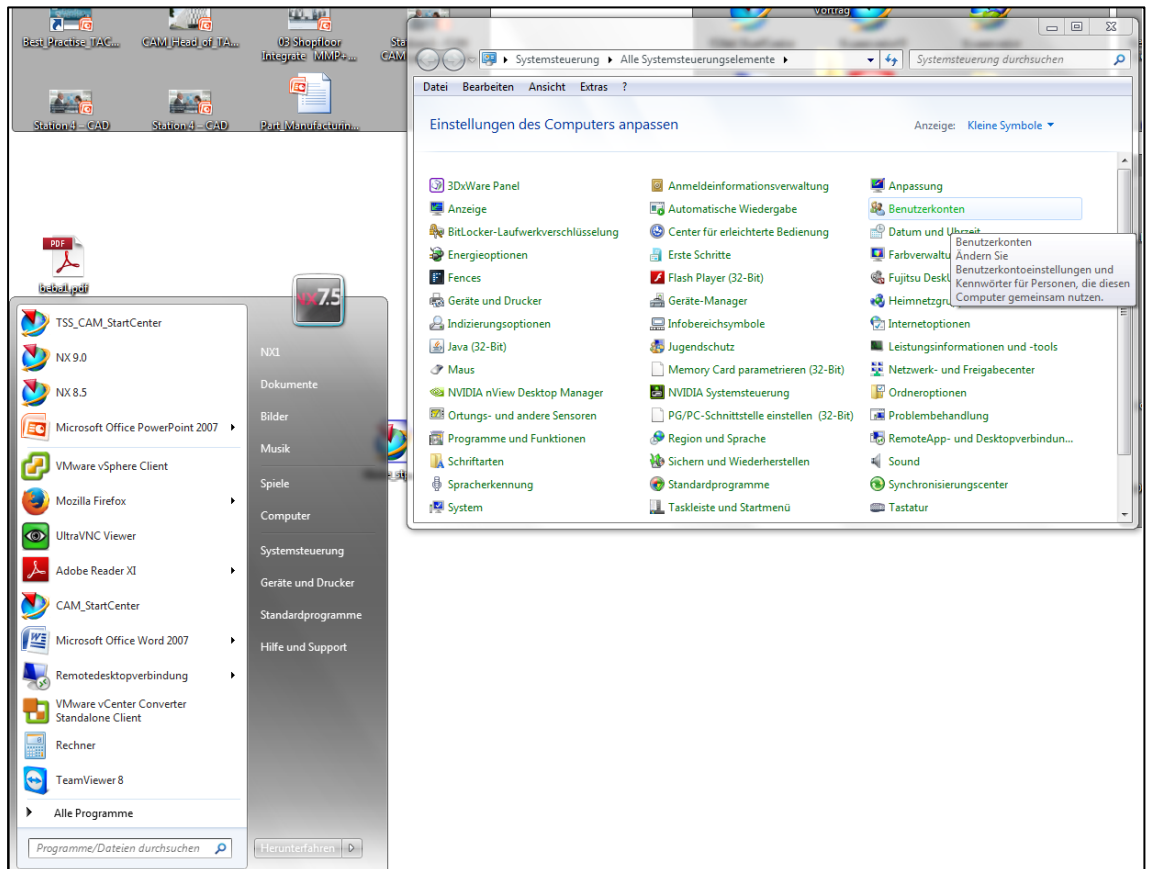 Best_Practise_TAC...
CAM_Head_of_TA...
03 Shopfloor
Integrate MMP+...
CAM
Station 4 – CAD
Station 4 – CAD
Part_Manufacturin...
PDF
Vortrag
Systemsteuerung Alle Systemsteuerungselemente
Systemsteuerung durchsuchen
Datei Bearbeiten Ansicht Extras ?
Einstellungen des Computers anpassen
Anzeige: Kleine Symbole
3DxWare Panel
Anmeldeinformationsverwaltung
Anpassung
Anzeige
Automatische Wiedergabe
Benutzerkonten
BitLocker-Laufwerkverschlüsselung
Center für erleichterte Bedienung
Datum und Uhrzeit
Energieoptionen
Erste Schritte
Farbverwaltu
Fences
Flash Player (32-Bit)
Fujitsu Desk
Geräte und Drucker
Geräte-Manager
Heimnetzgru
Indizierungsoptionen
Infobereichsymbole
Internetoptionen
Java (32-Bit)
Jugendschutz
Leistungsinformationen und -tools
Maus
Memory Card parametrieren (32-Bit)
Netzwerk- und Freigabecenter
NVIDIA nView Desktop Manager
NVIDIA Systemsteuerung
Ordneroptionen
Ortungs- und andere Sensoren
PG/PC-Schnittstelle einstellen (32-Bit)
Problembehandlung
Programme und Funktionen
Region und Sprache
RemoteApp- und Desktopverbindun...
Schriftarten
Sichern und Wiederherstellen
Sound
Spracherkennung
Standardprogramme
Synchronisierungscenter
System
Taskleiste und Startmenü
Tastatur
Benutzerkonten
Ändern Sie
Benutzerkontoeinstellungen und
Kennwörter für Personen, die diesen
Computer gemeinsam nutzen.
TSS_CAM_StartCenter
NX 9.0
NX 8.5
Microsoft Office PowerPoint 2007
VMware vSphere Client
Mozilla Firefox
UltraVNC Viewer
Adobe Reader XI
CAM_StartCenter
Microsoft Office Word 2007
Remotedesktopverbindung
VMware vCenter Converter
Standalone Client
Rechner
TeamViewer 8
Alle Programme
Programme/Dateien durchsuchen
NX7.5
NX1
Dokumente
Bilder
Musik
Spiele
Computer
Systemsteuerung
Geräte und Drucker
Standardprogramme
Hilfe und Support
Herunterfahren